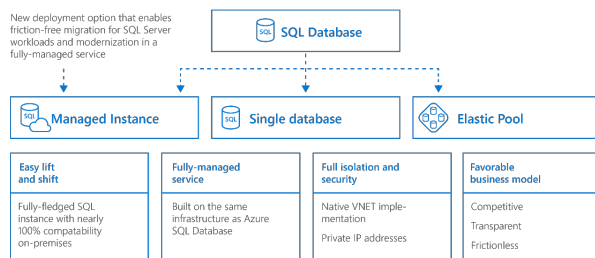 New deployment option that enables
friction-free migration for SQL Server
workloads and modernization in a
fully-managed service
SQL
SQL Database
SQL
Managed Instance
SQL
Single database
Elastic Pool
Easy lift
and shift
Fully-fledged SQL
instance with nearly
100% compatability
on-premises
Fully-managed
service
Built on the same
infrastructure as Azure
SQL Database
Full isolation and
security
Native VNET imple-
mentation
Private IP addresses
Favorable
business model
Competitive
Transparent
Frictionless